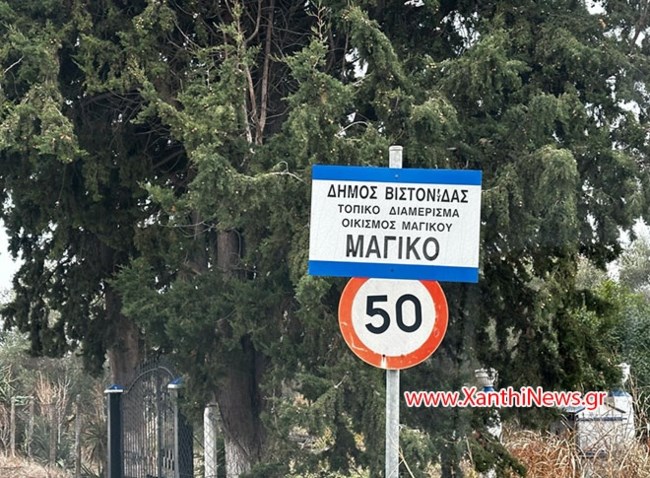 ΔΗΜΟΣ ΒΙΣΤΟΝΙΔΑΣ
ΤΟΠΙΚΟ ΔΙΑΜΕΡΙΣΜΑ
ΟΙΚΙΣΜΟΣ ΜΑΓΙΚΟΥ
ΜΑΓΙΚΟ
50
www.XanthiNews.gr